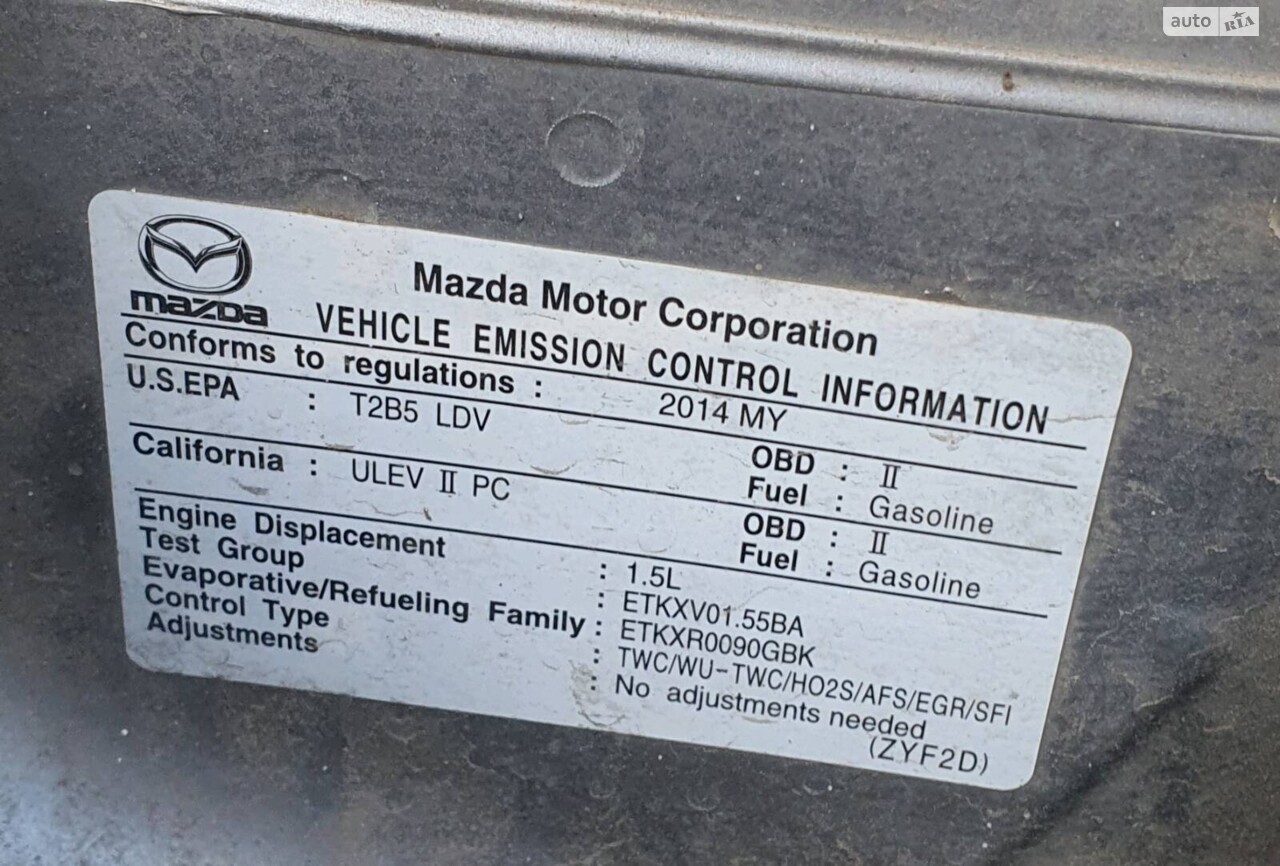 auto RIA
mazda
Mazda Motor Corporation
VEHICLE EMISSION CONTROL INFORMATION
Conforms to regulations : 2014 MY
U.S.EPA : T2B5 LDV OBD : II
Fuel : Gasoline
California : ULEV II PC OBD : II
Fuel : Gasoline
Engine Displacement : 1.5L
Test Group : ETKXV01.55BA
Evaporative/Refueling Family : ETKXR0090GBK
Control Type : TWC/WU-TWC/HO2S/AFS/EGR/SFI
Adjustments : No adjustments needed
(ZYF2D)